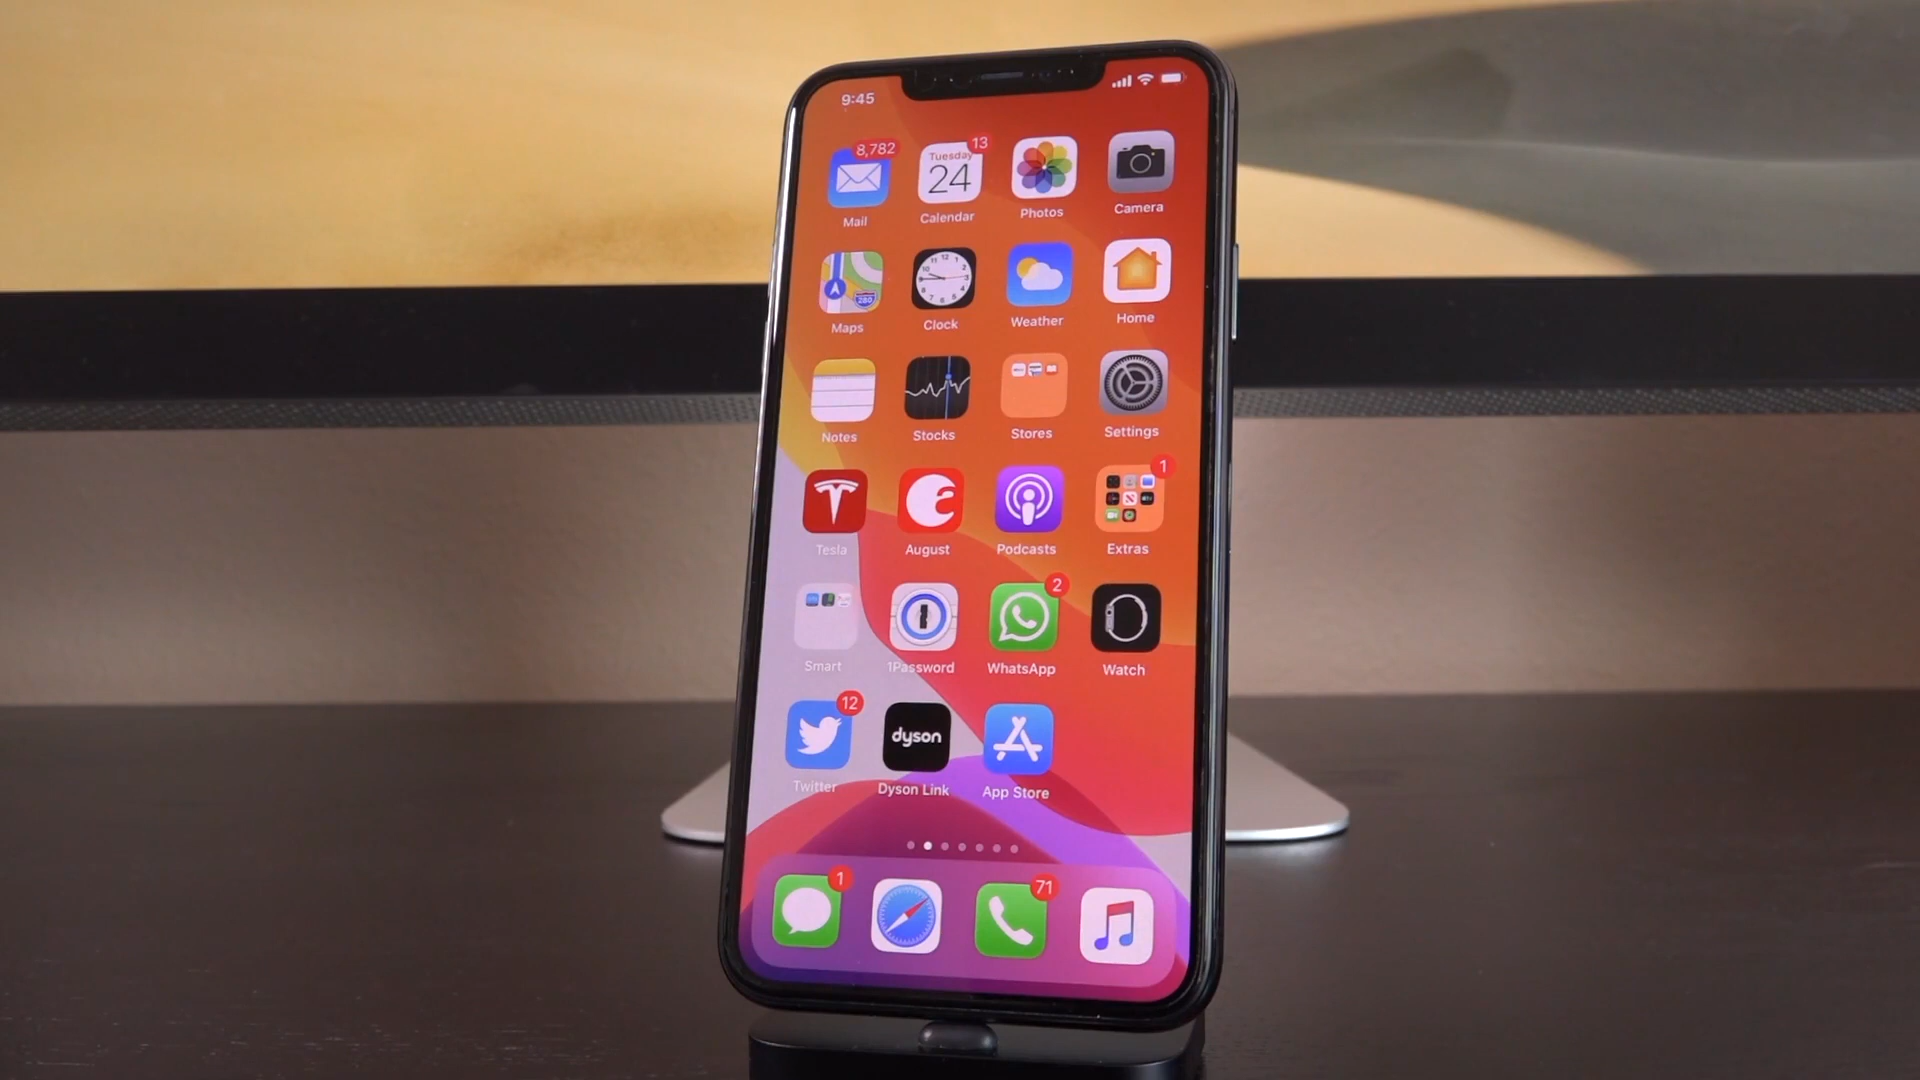 9:45
8,782
13
Tuesday
24
Mail
Calendar
Photos
Camera
280
Maps
Clock
Weather
Home
Notes
Stocks
Stores
Settings
1
Tesla
August
Podcasts
Extras
2
Smart
1Password
WhatsApp
Watch
12
dyson
Twitter
Dyson Link
App Store
1
71